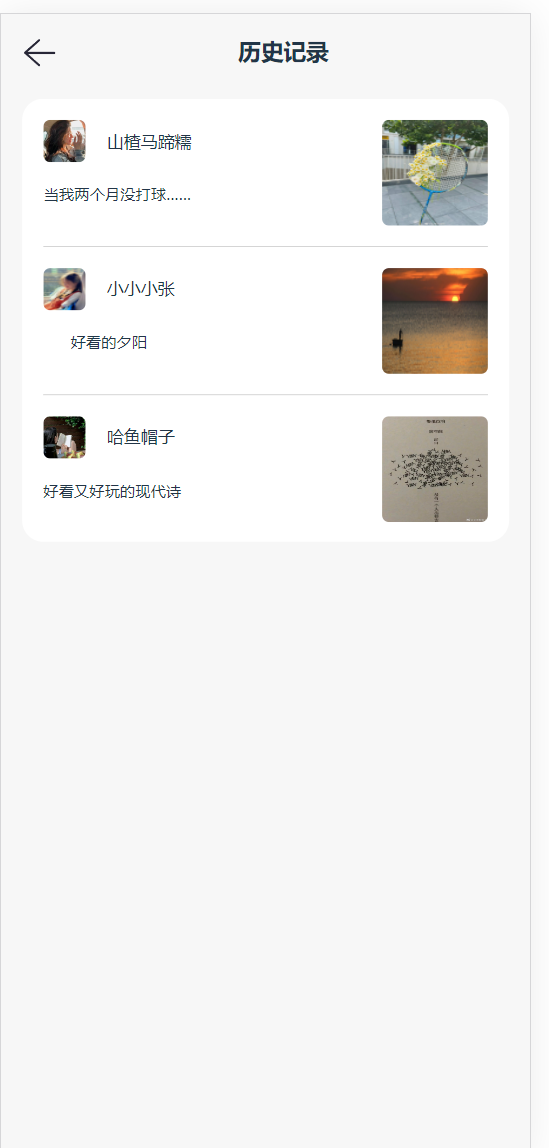 历史记录
山楂马蹄糯
当我两个月没打球……
小小小张
好看的夕阳
哈鱼帽子
好看又好玩的现代诗